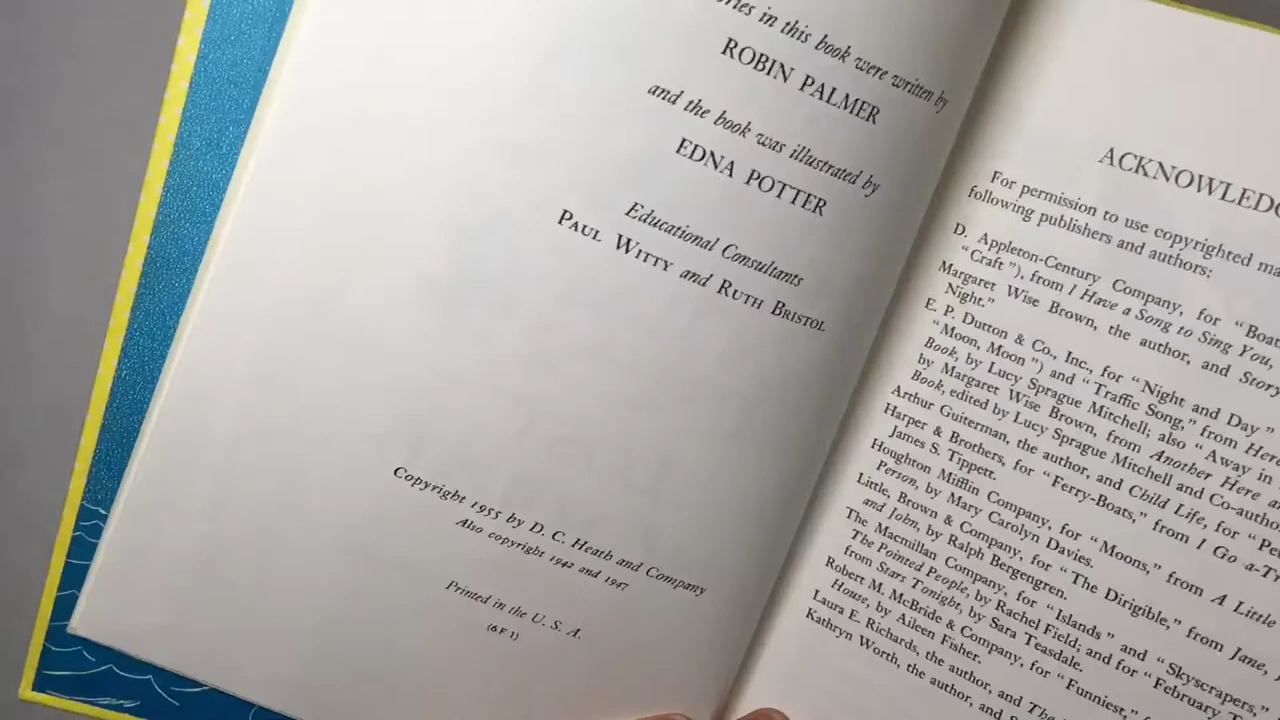 in this book were written by
ROBIN PALMER
and the book was illustrated by
EDNA POTTER
Educational Consultants
PAUL WITTY and RUTH BRISTOL
Copyright 1955 by D. C. Heath and Company
Also copyright 1942 and 1947
Printed in the U. S. A.
(6 F 1)
For permission to use copyrighted
following publishers and authors:
D. Appleton-Century Company, for “Boat
“Craft”), from I Have a Song to Sing You,
Margaret Wise Brown, the author, and Story
Night.”
E. P. Dutton & Co., Inc., for “Night and Day”
“Moon, Moon”) and “Traffic Song,” from Here
Book, by Lucy Sprague Mitchell; also “Away in
by Margaret Wise Brown, from Another Here
Book, edited by Lucy Sprague Mitchell and
Arthur Guiterman, the author, and Child Life, for
Harper & Brothers, for “Ferry-Boats,” from I Go
James S. Tippett.
Houghton Mifflin Company, for “Moons,” from A Little
Person, by Mary Carolyn Davies.
Little, Brown & Company, for “The Dirigible,” from Jane,
and John, by Ralph Bergengren.
The Macmillan Company, for “Islands” and “Skyscrapers,”
The Pointed People, by Rachel Field; and for “February
from Stars Tonight, by Sara Teasdale.
Robert M. McBride & Company, for “Funniest,”
House, by Aileen Fisher.
Laura E. Richards, the author, and
Kathryn Worth, the author, and